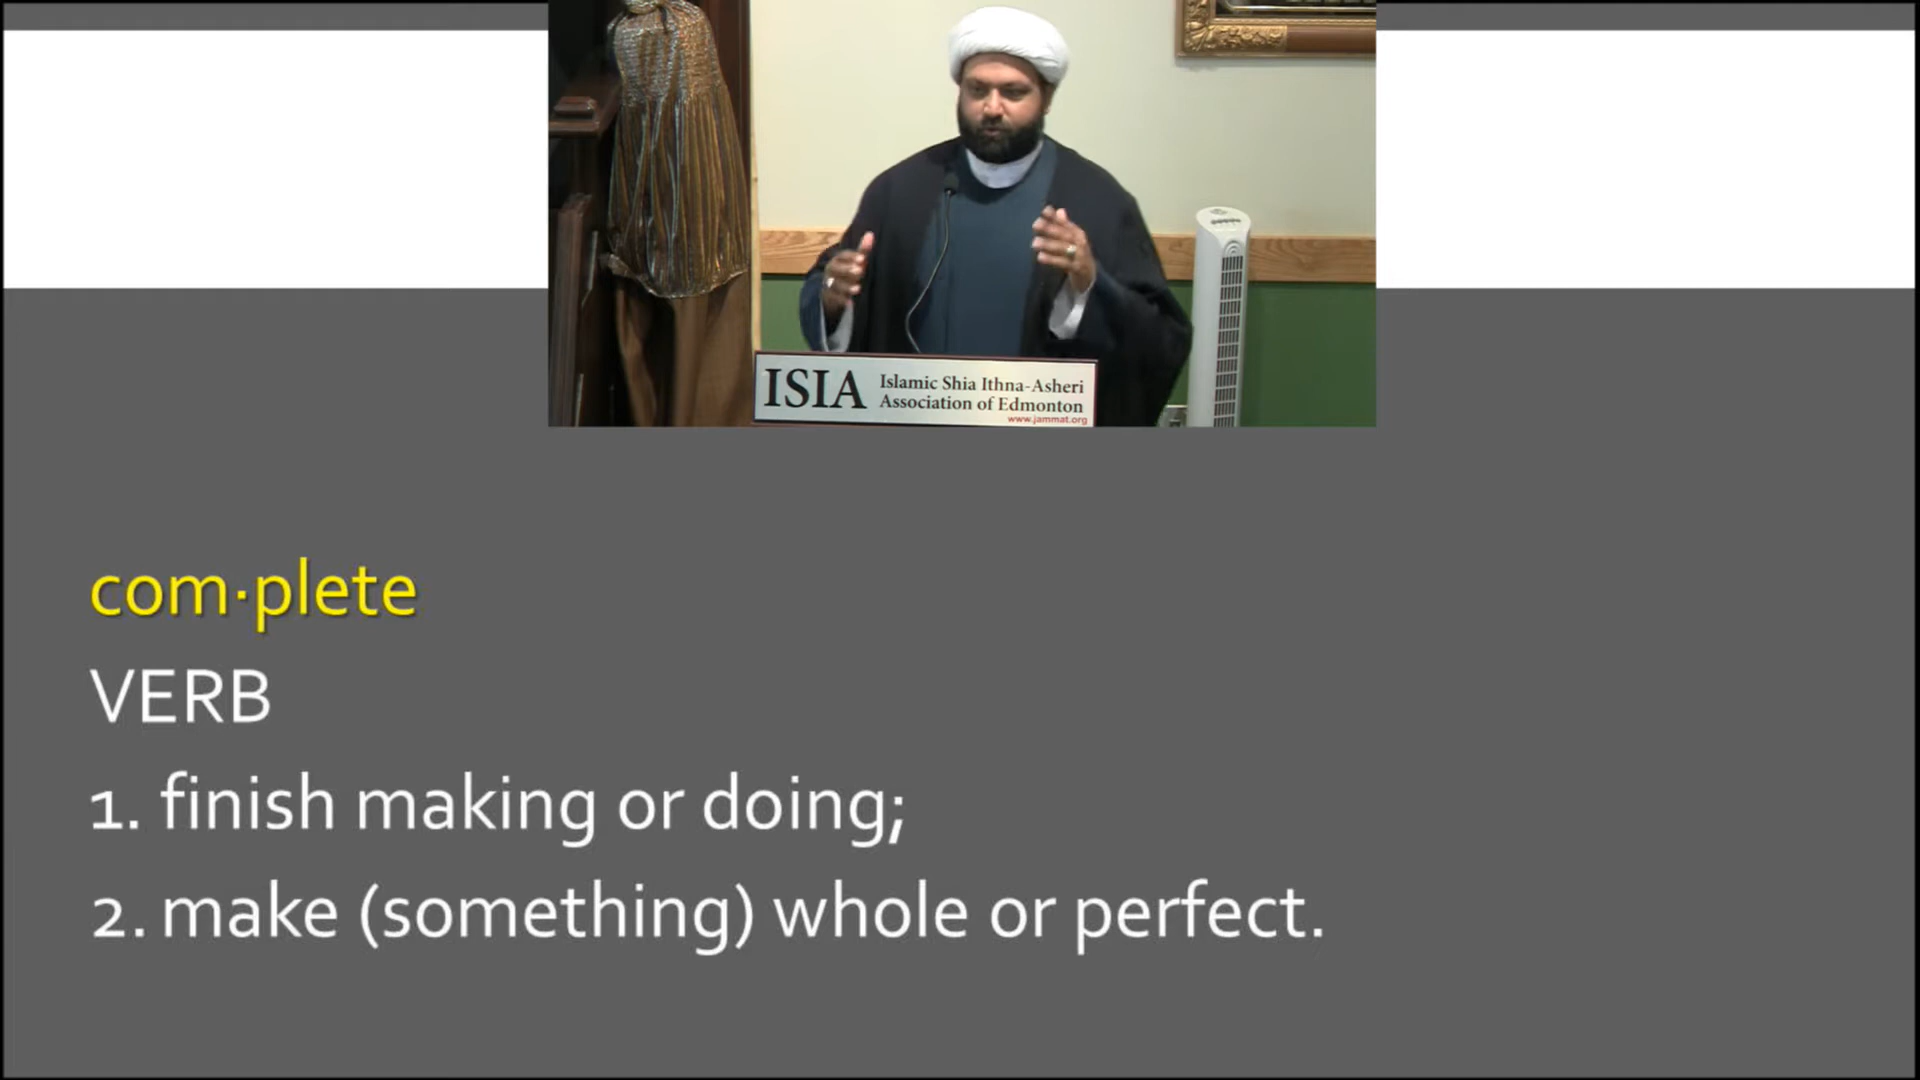 ISIA
Islamic Shia Ithna-Asheri
Association of Edmonton
www.jammat.org
com·plete
VERB
1. finish making or doing;
2. make (something) whole or perfect.